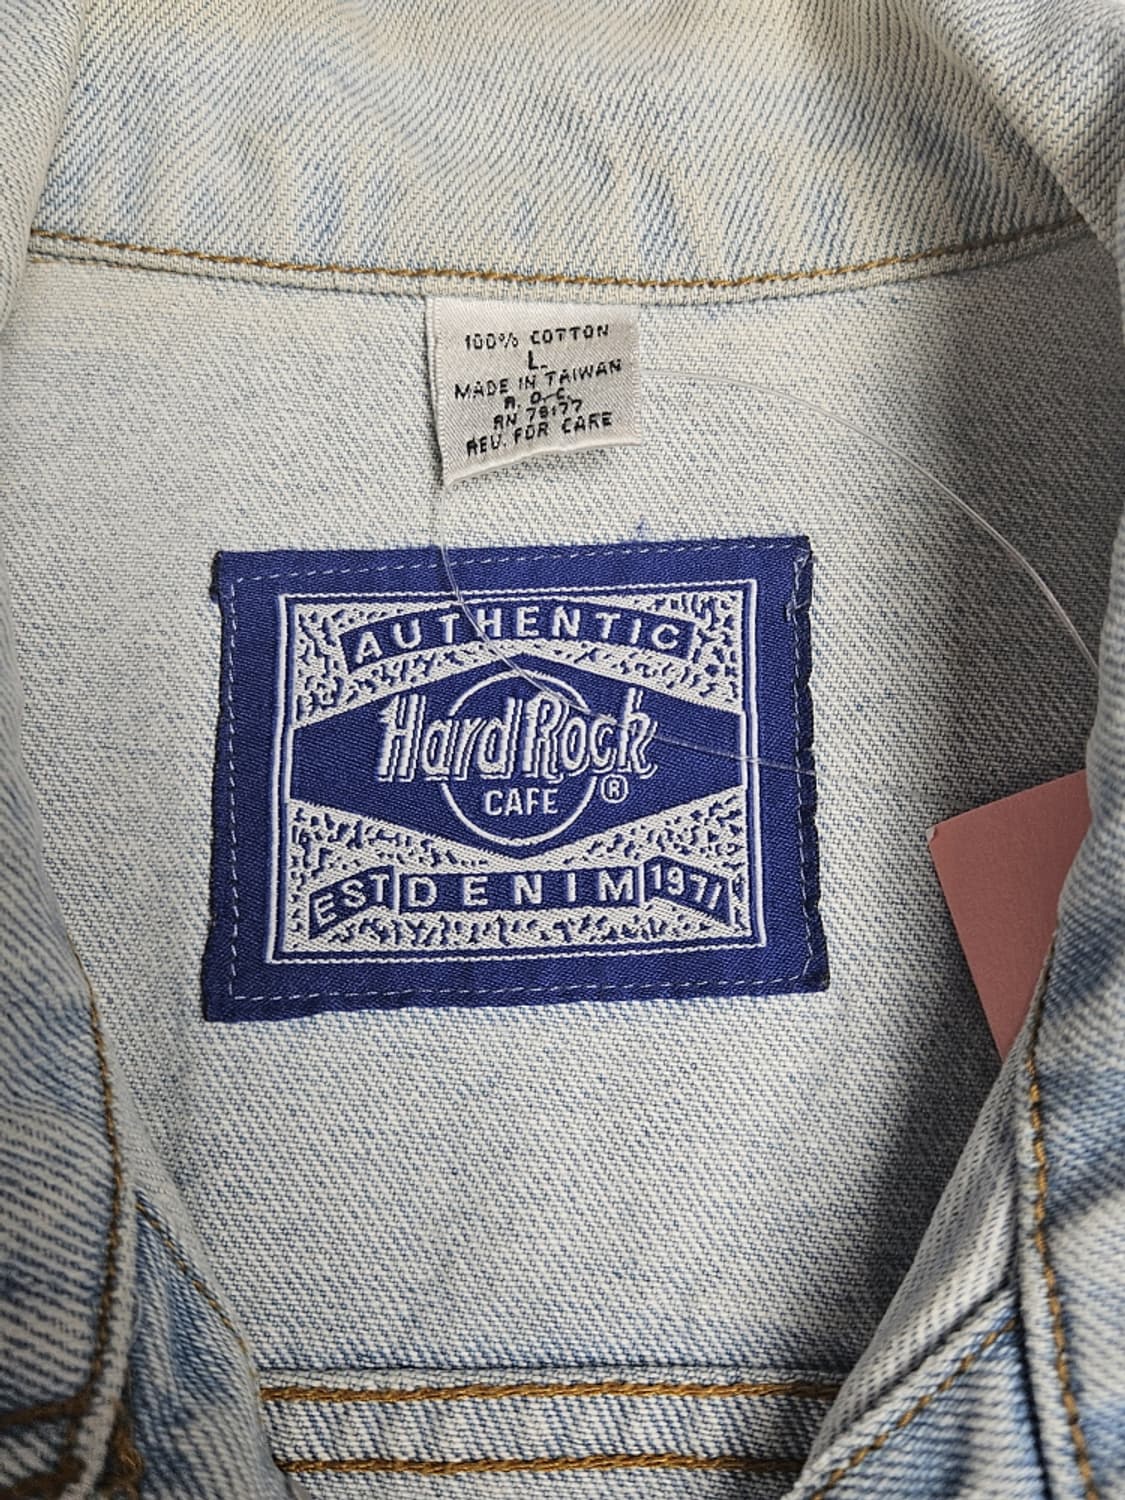 100% COTTON
L.
MADE IN TAIWAN
R. O. C.
RN 78177
REV. FOR CARE
AUTHENTIC
Hard Rock
CAFE ®
EST DENIM 1971